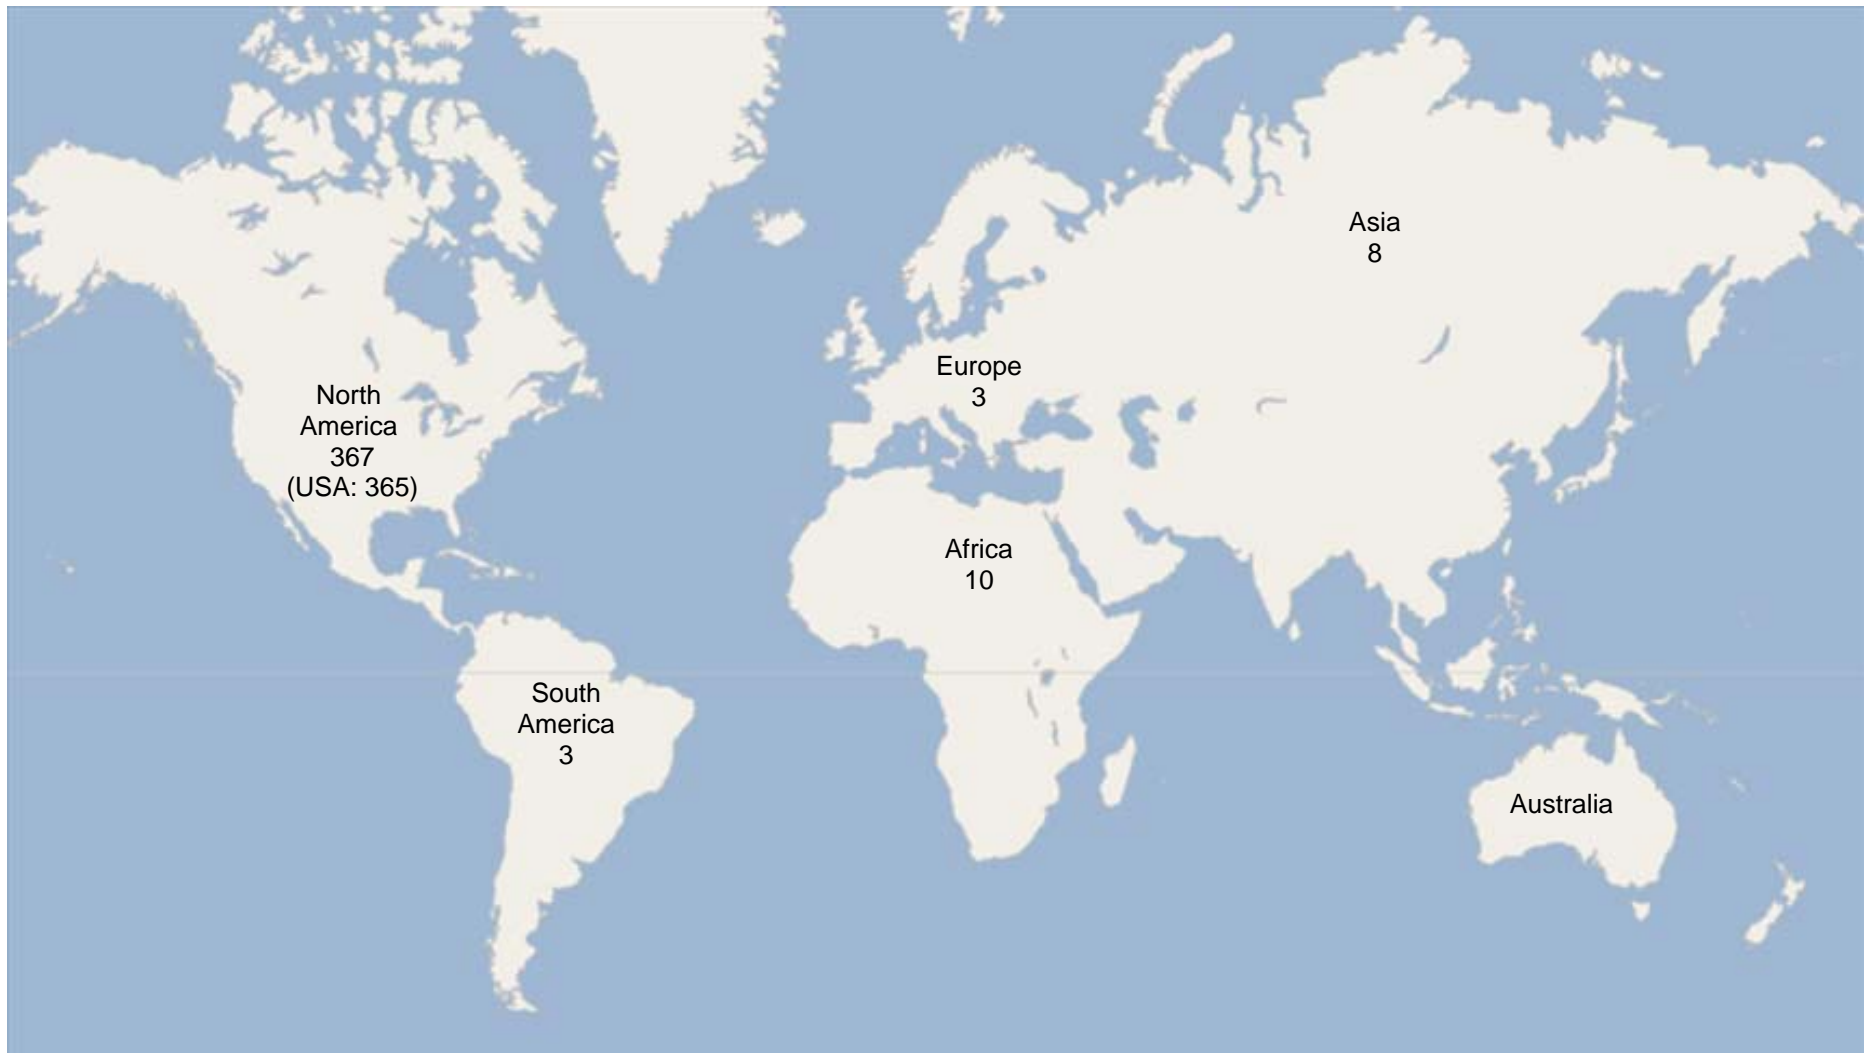 Asia
8
Europe
3
North
America
367
(USA: 365)
Africa
10
South
America
3
Australia